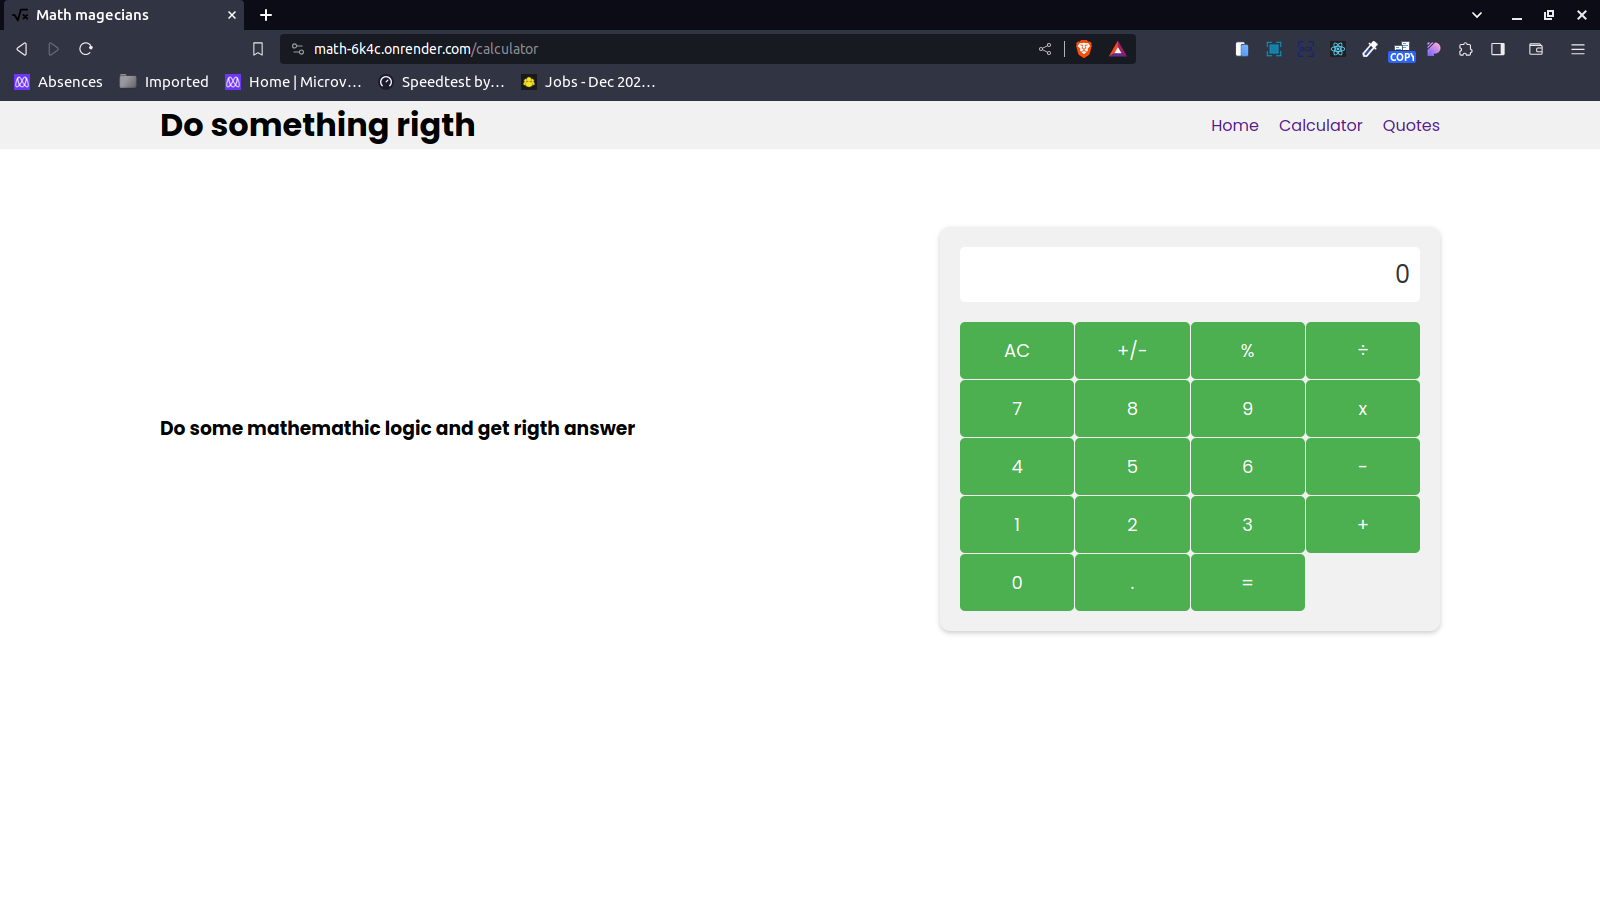 Math magecians
math-6k4c.onrender.com/calculator
COPY
Absences
Imported
Home | Microv...
Speedtest by...
Jobs - Dec 202...
Do something rigth
Home
Calculator
Quotes
0
AC +/- % ÷
7 8 9 x
4 5 6 -
1 2 3 +
0 . =
Do some mathemathic logic and get rigth answer